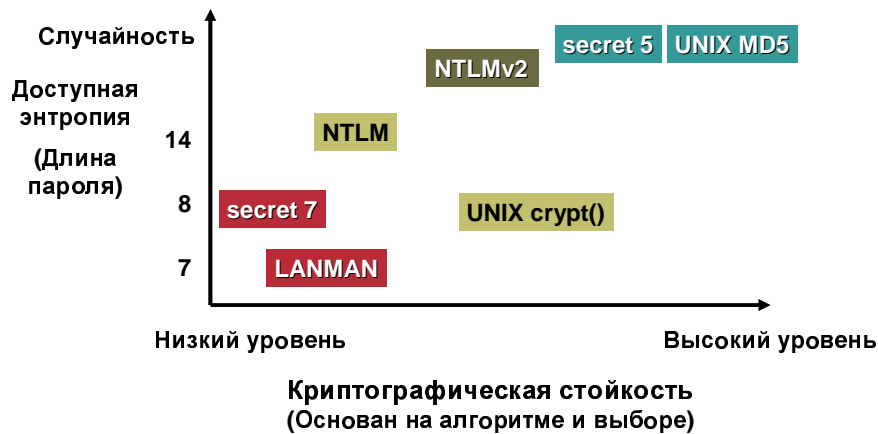 Случайность
secret 5
UNIX MD5
NTLMv2
Доступная
энтропия
(Длина
пароля)
14
NTLM
8
secret 7
UNIX crypt()
7
LANMAN
Низкий уровень
Высокий уровень
Криптографическая стойкость
(Основан на алгоритме и выборе)